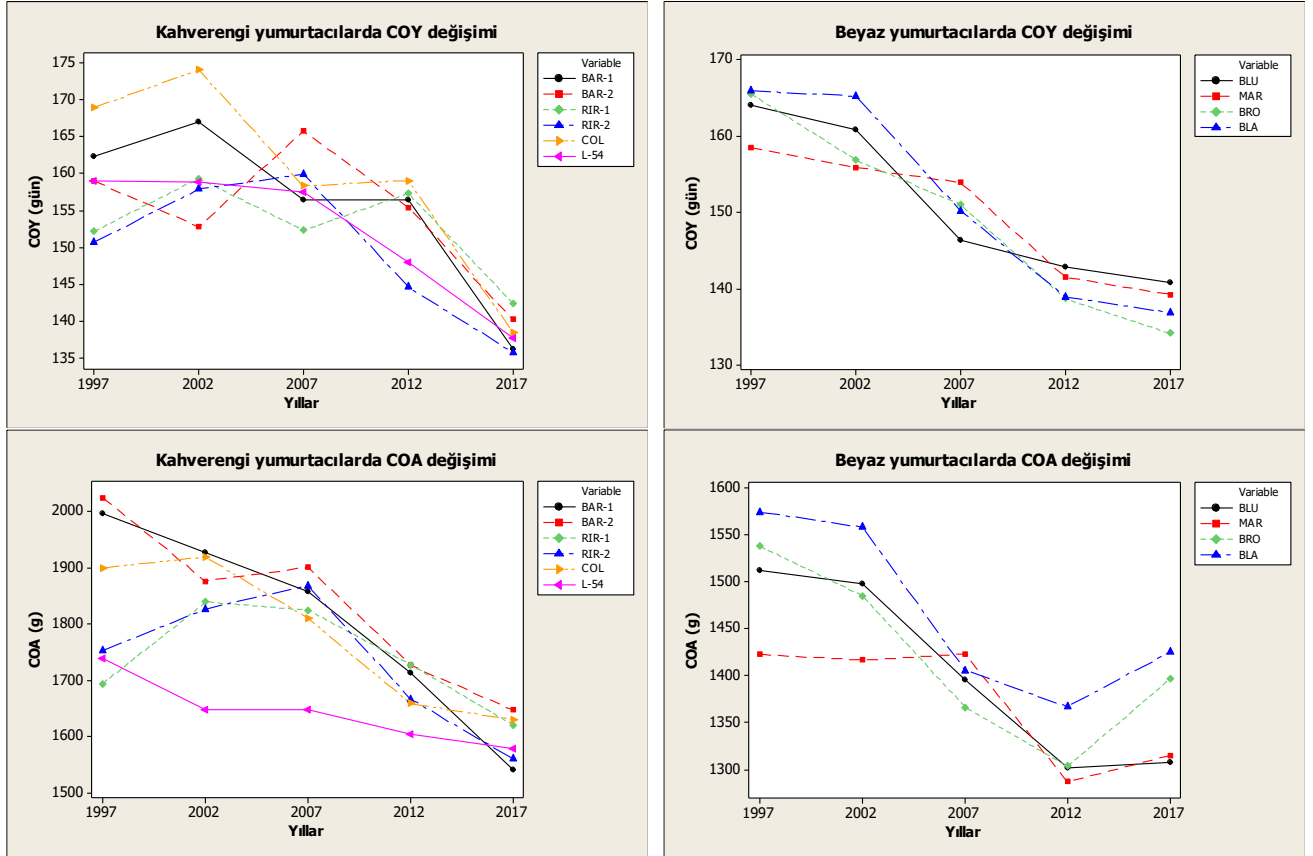 Kahverengi yumurtacılarda COY değişimi
COY (gün)
175
170
165
160
155
150
145
140
135
1997
2002
2007
2012
2017
Yıllar
Variable
BAR-1
BAR-2
RIR-1
RIR-2
COL
L-54
Beyaz yumurtacılarda COY değişimi
COY (gün)
170
160
150
140
130
1997
2002
2007
2012
2017
Yıllar
Variable
BLU
MAR
BRO
BLA
Kahverengi yumurtacılarda COA değişimi
COA (g)
2000
1900
1800
1700
1600
1500
1997
2002
2007
2012
2017
Yıllar
Variable
BAR-1
BAR-2
RIR-1
RIR-2
COL
L-54
Beyaz yumurtacılarda COA değişimi
COA (g)
1600
1550
1500
1450
1400
1350
1300
1997
2002
2007
2012
2017
Yıllar
Variable
BLU
MAR
BRO
BLA